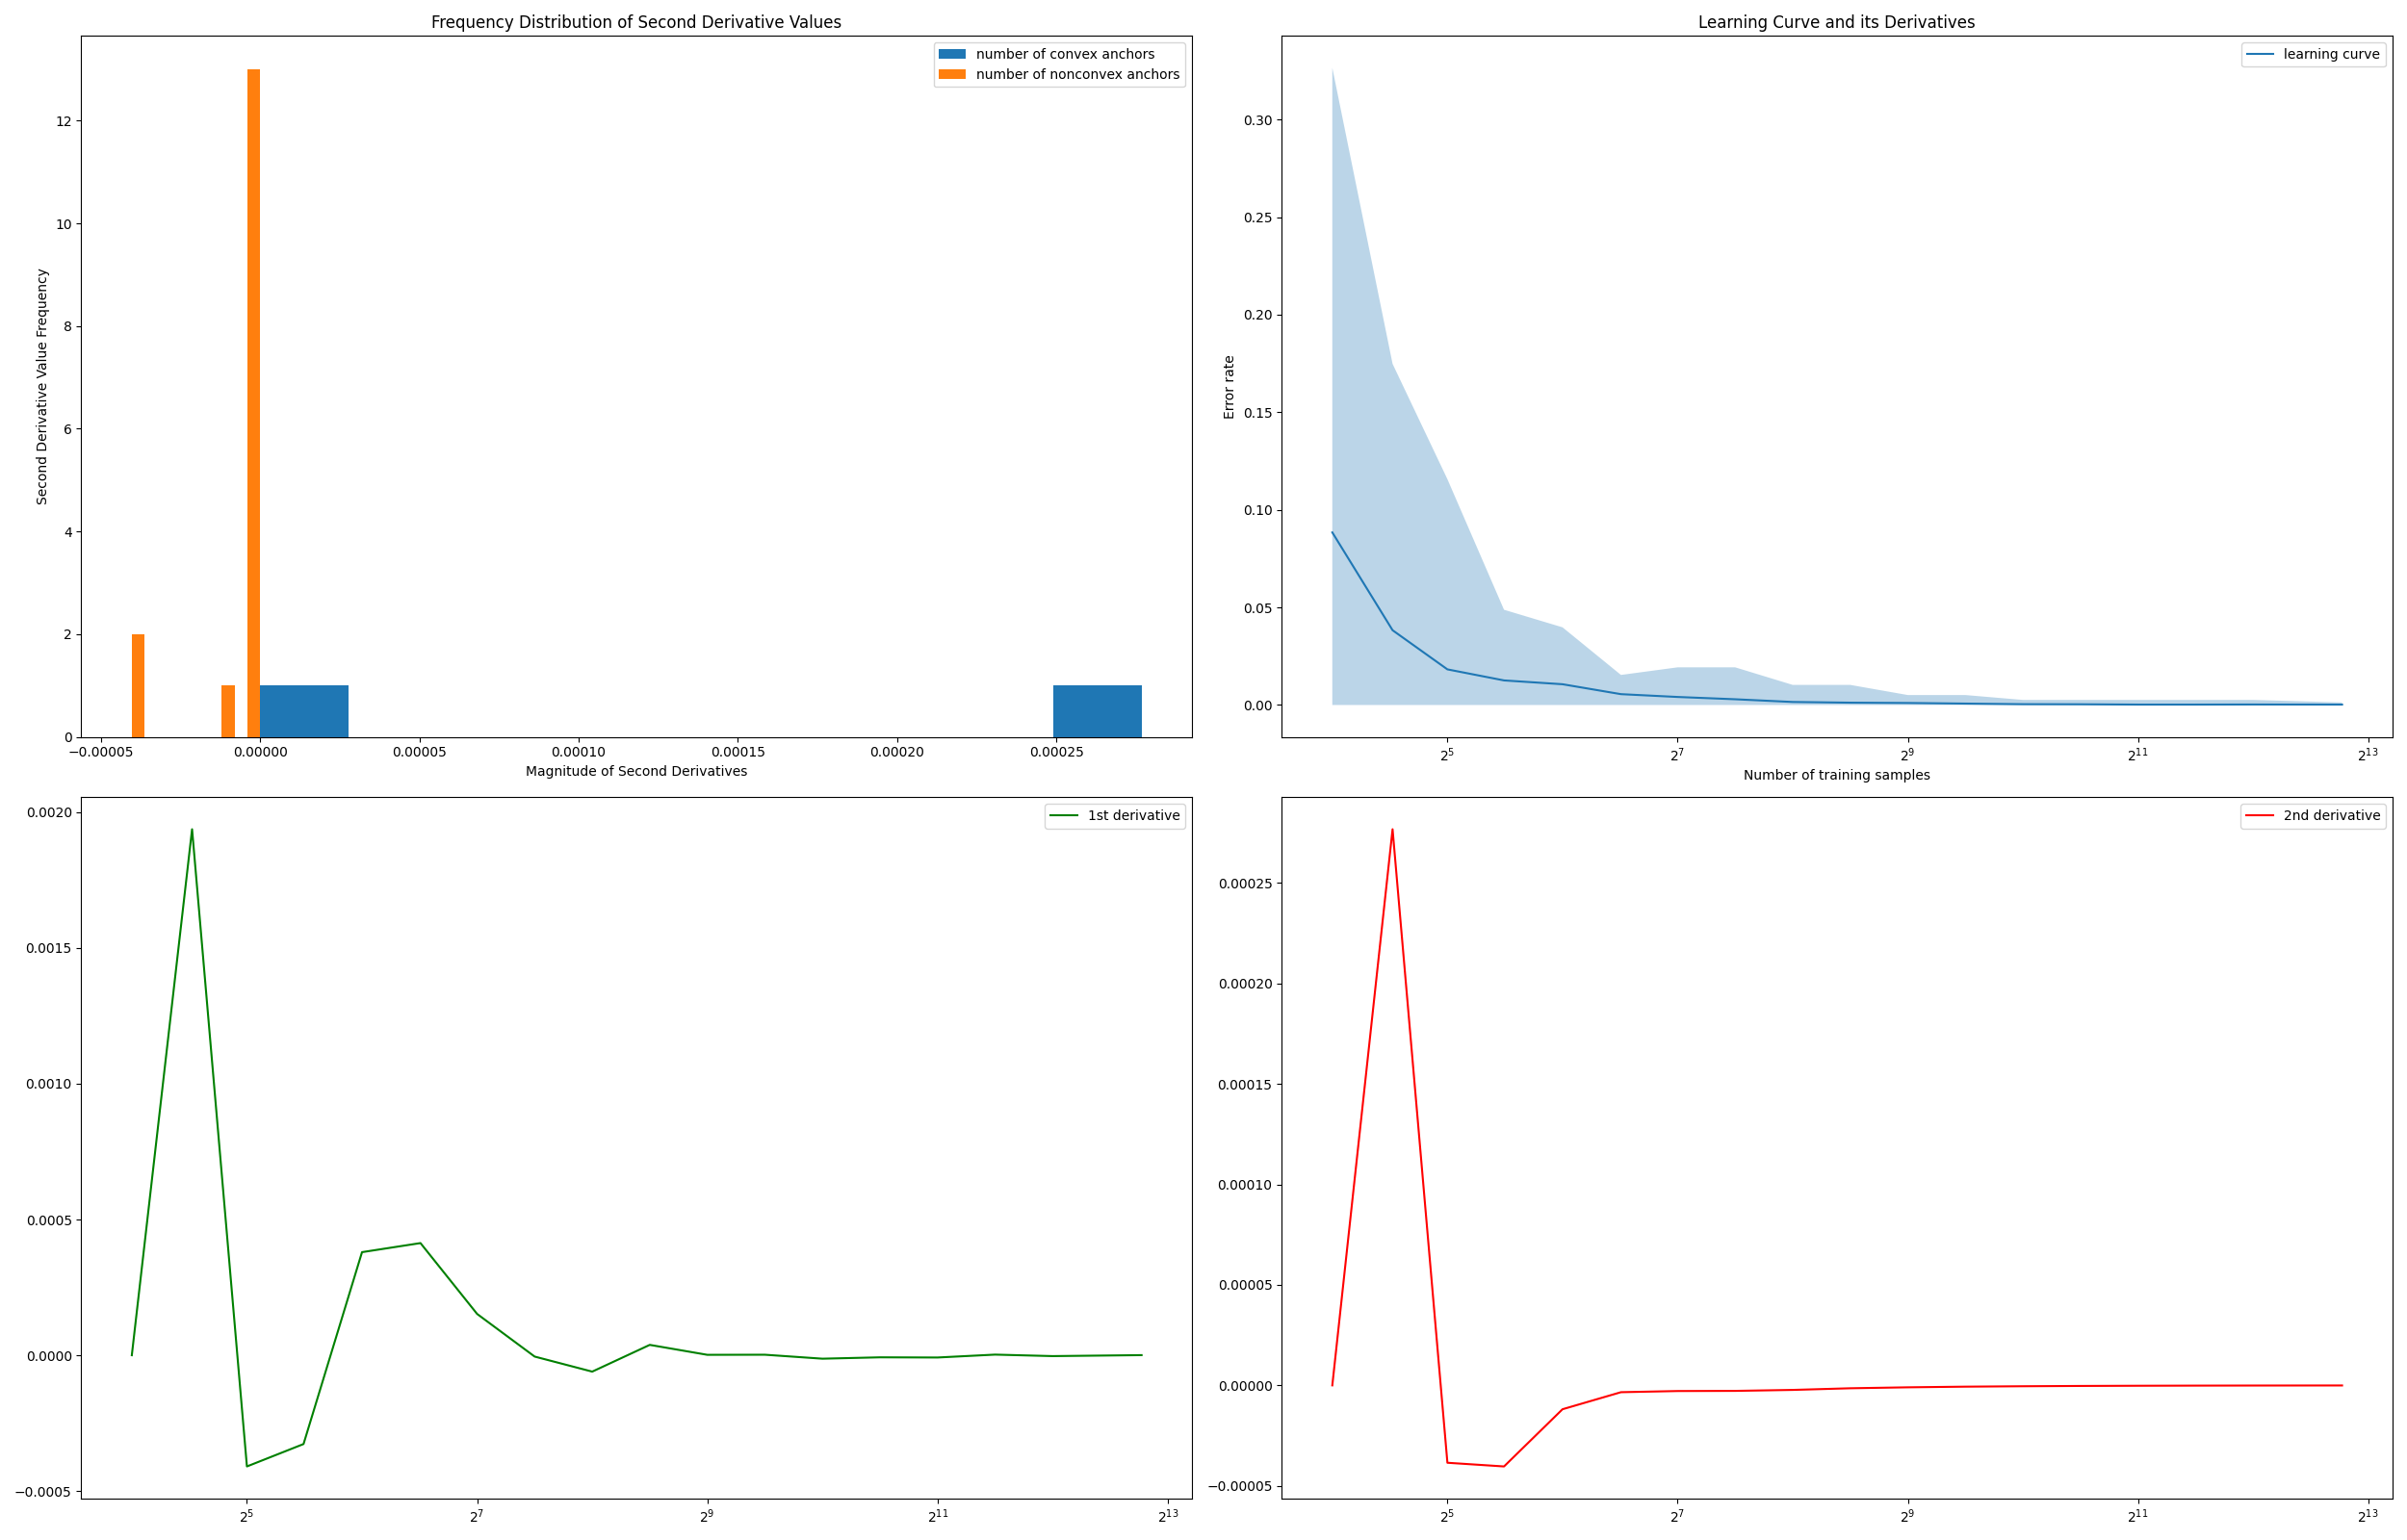 Frequency Distribution of Second Derivative Values
number of convex anchors
number of nonconvex anchors
12
10
8
6
4
2
0
Second Derivative Value Frequency
−0.00005 0.00000 0.00005 0.00010 0.00015 0.00020 0.00025
Magnitude of Second Derivatives
Learning Curve and its Derivatives
learning curve
0.30
0.25
0.20
0.15
0.10
0.05
0.00
Error rate
2^5 2^7 2^9 2^11 2^13
Number of training samples
1st derivative
0.0020
0.0015
0.0010
0.0005
0.0000
−0.0005
2^5 2^7 2^9 2^11 2^13
2nd derivative
0.00025
0.00020
0.00015
0.00010
0.00005
0.00000
−0.00005
2^5 2^7 2^9 2^11 2^13